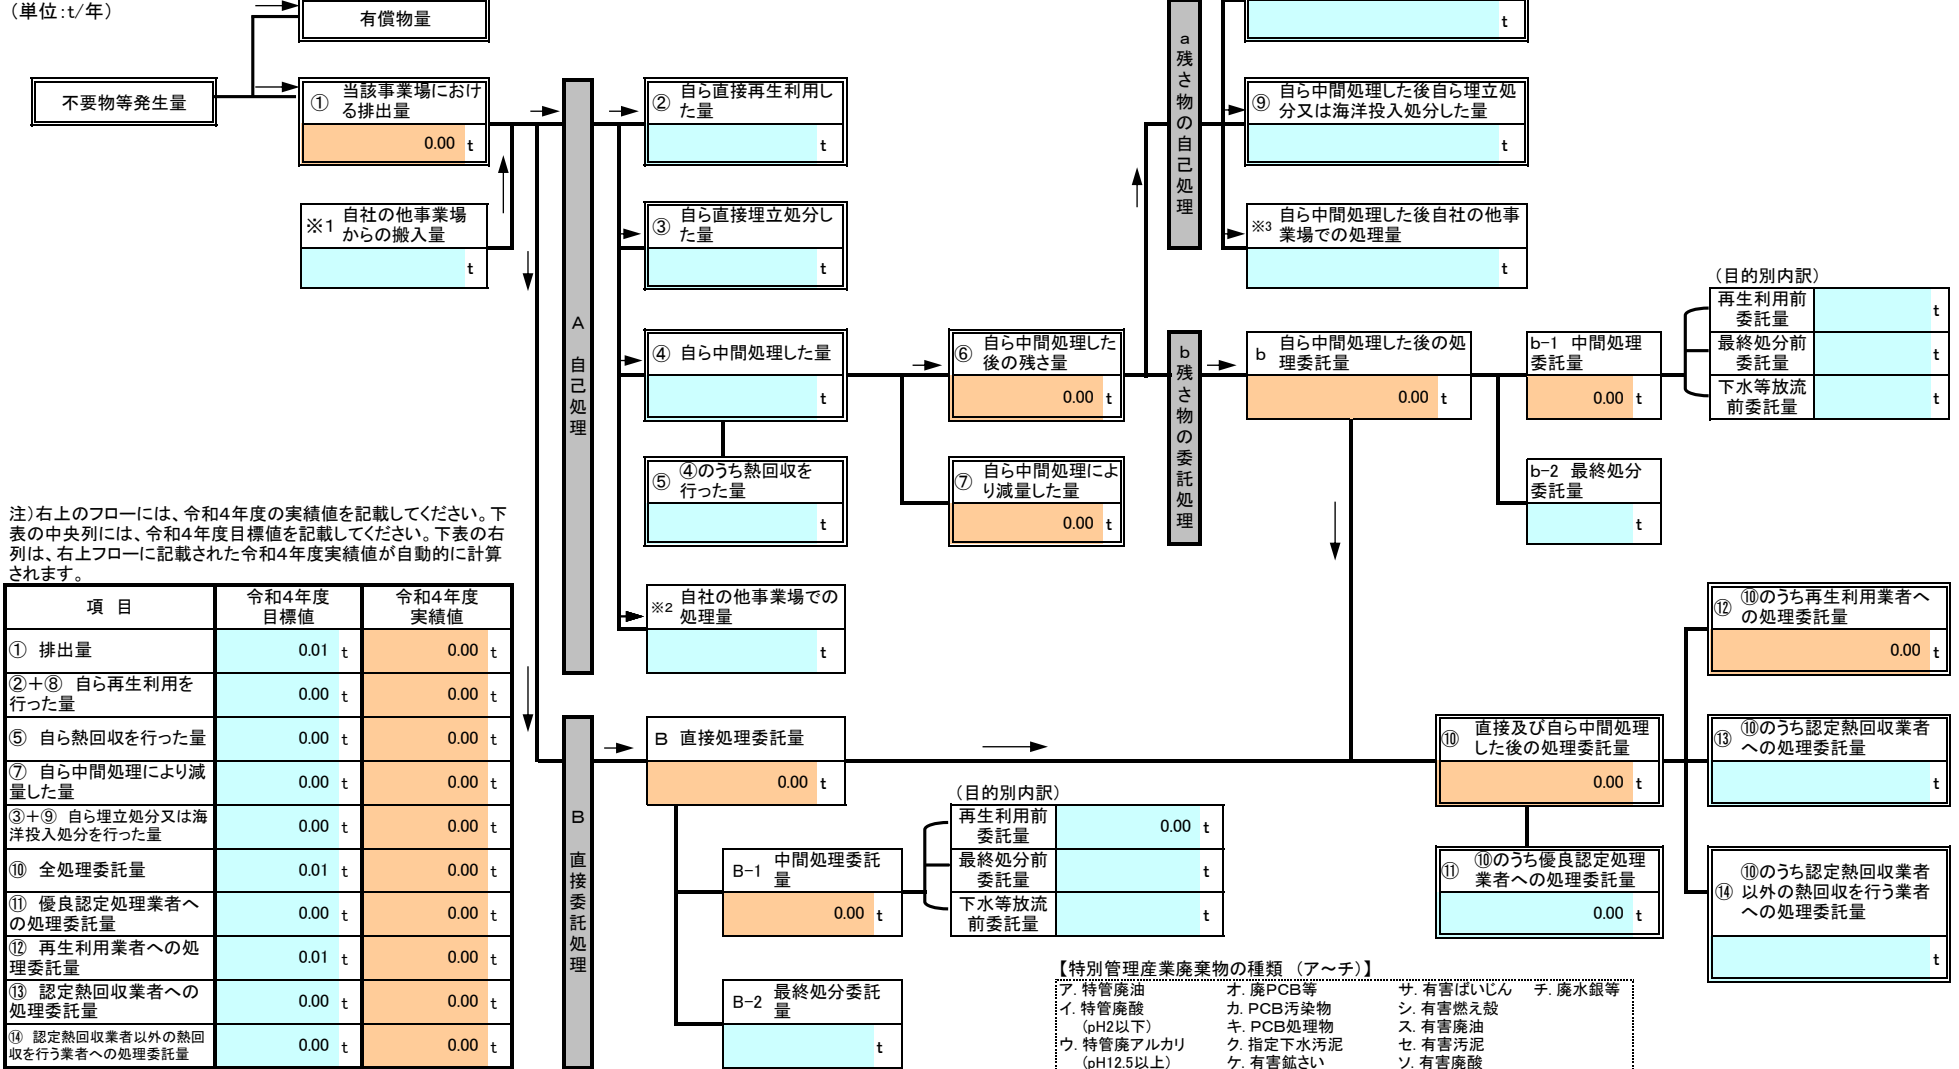 （単位:t/年）
有償物量
t
不要物等発生量
① 当該事業場におけ
る排出量
0.00 t
※1 自社の他事業場
からの搬入量
t
A 自己処理
② 自ら直接再生利用し
た量
t
③ 自ら直接埋立処分し
た量
t
④ 自ら中間処理した量
t
⑤ ④のうち熱回収を
行った量
t
※2 自社の他事業場での
処理量
t
⑥ 自ら中間処理した
後の残さ量
0.00 t
⑦ 自ら中間処理によ
り減量した量
0.00 t
a残さ物の自己処理
⑨ 自ら中間処理した後自ら埋立処
分又は海洋投入処分した量
t
※3 自ら中間処理した後自社の他事
業場での処理量
t
b残さ物の委託処理
b 自ら中間処理した後の処
理委託量
0.00 t
b-1 中間処理
委託量
0.00 t
b-2 最終処分
委託量
t
（目的別内訳）
再生利用前
委託量
t
最終処分前
委託量
t
下水等放流
前委託量
t
注）右上のフローには、令和4年度の実績値を記載してください。下
表の中央列には、令和4年度目標値を記載してください。下表の右
列は、右上フローに記載された令和4年度実績値が自動的に計算
されます。
項 目
令和4年度
目標値
令和4年度
実績値
① 排出量 0.01 t 0.00 t
②＋⑧ 自ら再生利用を
行った量 0.00 t 0.00 t
⑤ 自ら熱回収を行った量 0.00 t 0.00 t
⑦ 自ら中間処理により減
量した量 0.00 t 0.00 t
③＋⑨ 自ら埋立処分又は海
洋投入処分を行った量 0.00 t 0.00 t
⑩ 全処理委託量 0.01 t 0.00 t
⑪ 優良認定処理業者へ
の処理委託量 0.00 t 0.00 t
⑫ 再生利用業者への処
理委託量 0.01 t 0.00 t
⑬ 認定熱回収業者への
処理委託量 0.00 t 0.00 t
⑭ 認定熱回収業者以外の熱回
収を行う業者への処理委託量 0.00 t 0.00 t
B 直接委託処理
B 直接処理委託量
0.00 t
B-1 中間処理委託
量
0.00 t
B-2 最終処分委託
量
t
（目的別内訳）
再生利用前
委託量
0.00 t
最終処分前
委託量
t
下水等放流
前委託量
t
⑩ 直接及び自ら中間処理
した後の処理委託量
0.00 t
⑪ ⑩のうち優良認定処理
業者への処理委託量
0.00 t
⑫ ⑩のうち再生利用業者へ
の処理委託量
0.00 t
⑬ ⑩のうち認定熱回収業者
への処理委託量
t
⑭ ⑩のうち認定熱回収業者
以外の熱回収を行う業者
への処理委託量
t
【特別管理産業廃棄物の種類 （ア～チ）】
ア. 特管廃油 オ. 廃PCB等 サ. 有害ばいじん チ. 廃水銀等
イ. 特管廃酸 カ. PCB汚染物 シ. 有害燃え殻
（pH2以下） キ. PCB処理物 ス. 有害廃油
ウ. 特管廃アルカリ ク. 指定下水汚泥 セ. 有害汚泥
（pH12.5以上） ケ. 有害鉱さい ソ. 有害廃酸